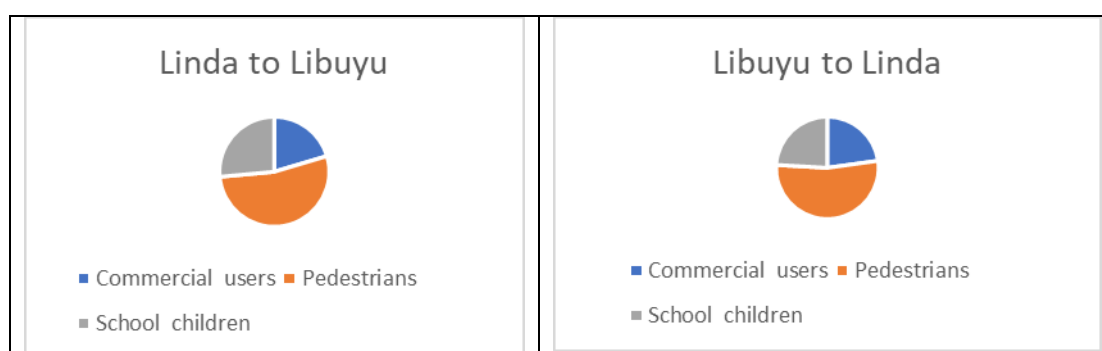 Linda to Libuyu
Commercial users Pedestrians
School children
Libuyu to Linda
Commercial users Pedestrians
School children